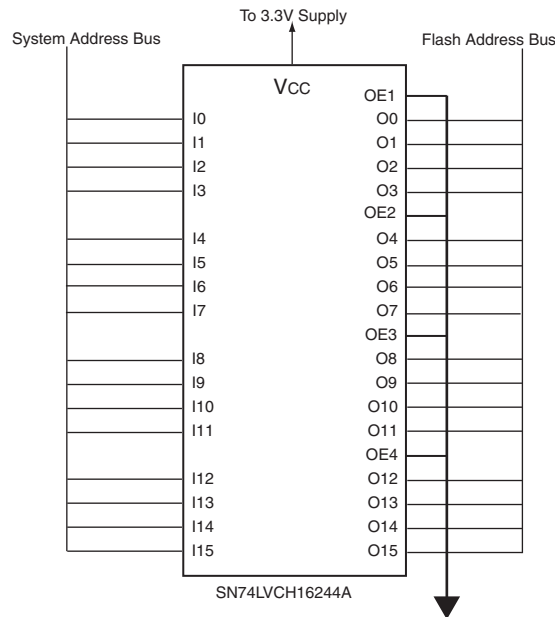 To 3.3V Supply
System Address Bus
Flash Address Bus
VCC
OE1
I0 O0
I1 O1
I2 O2
I3 O3
OE2
I4 O4
I5 O5
I6 O6
I7 O7
OE3
I8 O8
I9 O9
I10 O10
I11 O11
OE4
I12 O12
I13 O13
I14 O14
I15 O15
SN74LVCH16244A